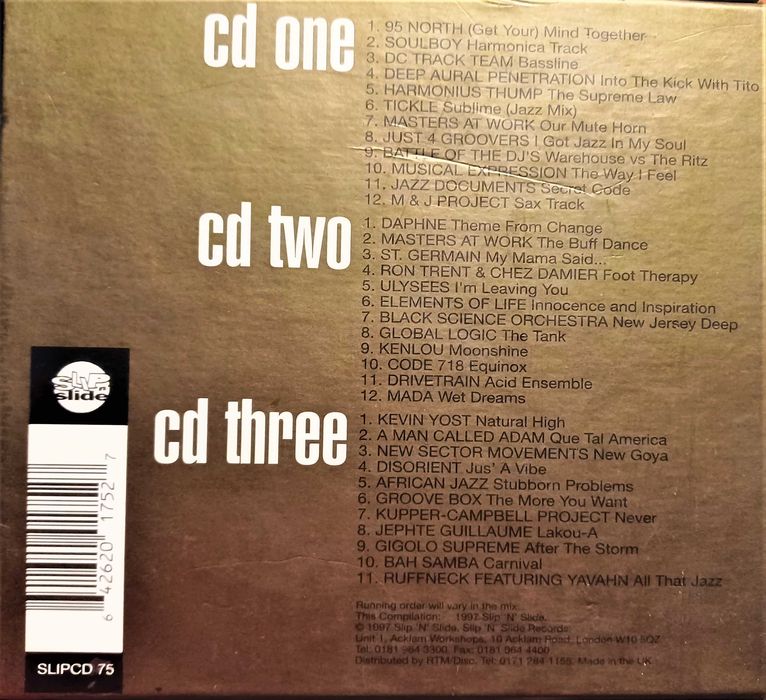 cd one
1. 95 NORTH (Get Your) Mind Together
2. SOULBOY Harmonica Track
3. DC TRACK TEAM Bassline
4. DEEP AURAL PENETRATION Into The Kick With Tito
5. HARMONIUS THUMP The Supreme Law
6. TICKLE Sublime (Jazz Mix)
7. MASTERS AT WORK Our Mute Horn
8. JUST 4 GROOVERS I Got Jazz In My Soul
9. BATTLE OF THE DJ'S Warehouse vs The Ritz
10. MUSICAL EXPRESSION The Way I Feel
11. JAZZ DOCUMENTS Secret Code
12. M & J PROJECT Sax Track
cd two
1. DAPHNE Theme From Change
2. MASTERS AT WORK The Buff Dance
3. ST. GERMAIN My Mama Said...
4. RON TRENT & CHEZ DAMIER Foot Therapy
5. ULYSEES I'm Leaving You
6. ELEMENTS OF LIFE Innocence and Inspiration
7. BLACK SCIENCE ORCHESTRA New Jersey Deep
8. GLOBAL LOGIC The Tank
9. KENLOU Moonshine
10. CODE 718 Equinox
11. DRIVETRAIN Acid Ensemble
12. MADA Wet Dreams
cd three
1. KEVIN YOST Natural High
2. A MAN CALLED ADAM Que Tal America
3. NEW SECTOR MOVEMENTS New Goya
4. DISORIENT Jus' A Vibe
5. AFRICAN JAZZ Stubborn Problems
6. GROOVE BOX The More You Want
7. KUPPER-CAMPBELL PROJECT Never
8. JEPHTE GUILLAUME Lakou-A
9. GIGOLO SUPREME After The Storm
10. BAH SAMBA Carnival
11. RUFFNECK FEATURING YAVAHN All That Jazz
Running order will vary in the mix.
This Compilation: 1997 Slip 'N' Slide.
© 1997 Slip 'N' Slide. Slip 'N' Slide Records.
Unit 1, Acklam Workshops, 10 Acklam Road, London W10 5QZ
Tel: 0181 964 3300. Fax: 0181 964 4400
Distributed by RTM/Disc. Tel: 0171 284 1155. Made in the UK
SLiP
n'
slide
6 42620 17527 7
SLIPCD 75